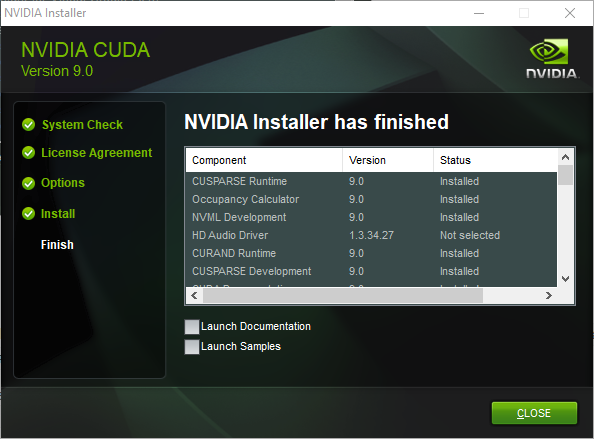 NVIDIA Installer
NVIDIA CUDA
Version 9.0
NVIDIA.
System Check
License Agreement
Options
Install
Finish
NVIDIA Installer has finished
Component Version Status
CUSPARSE Runtime 9.0 Installed
Occupancy Calculator 9.0 Installed
NVML Development 9.0 Installed
HD Audio Driver 1.3.34.27 Not selected
CURAND Runtime 9.0 Installed
CUSPARSE Development 9.0 Installed
Launch Documentation
Launch Samples
CLOSE